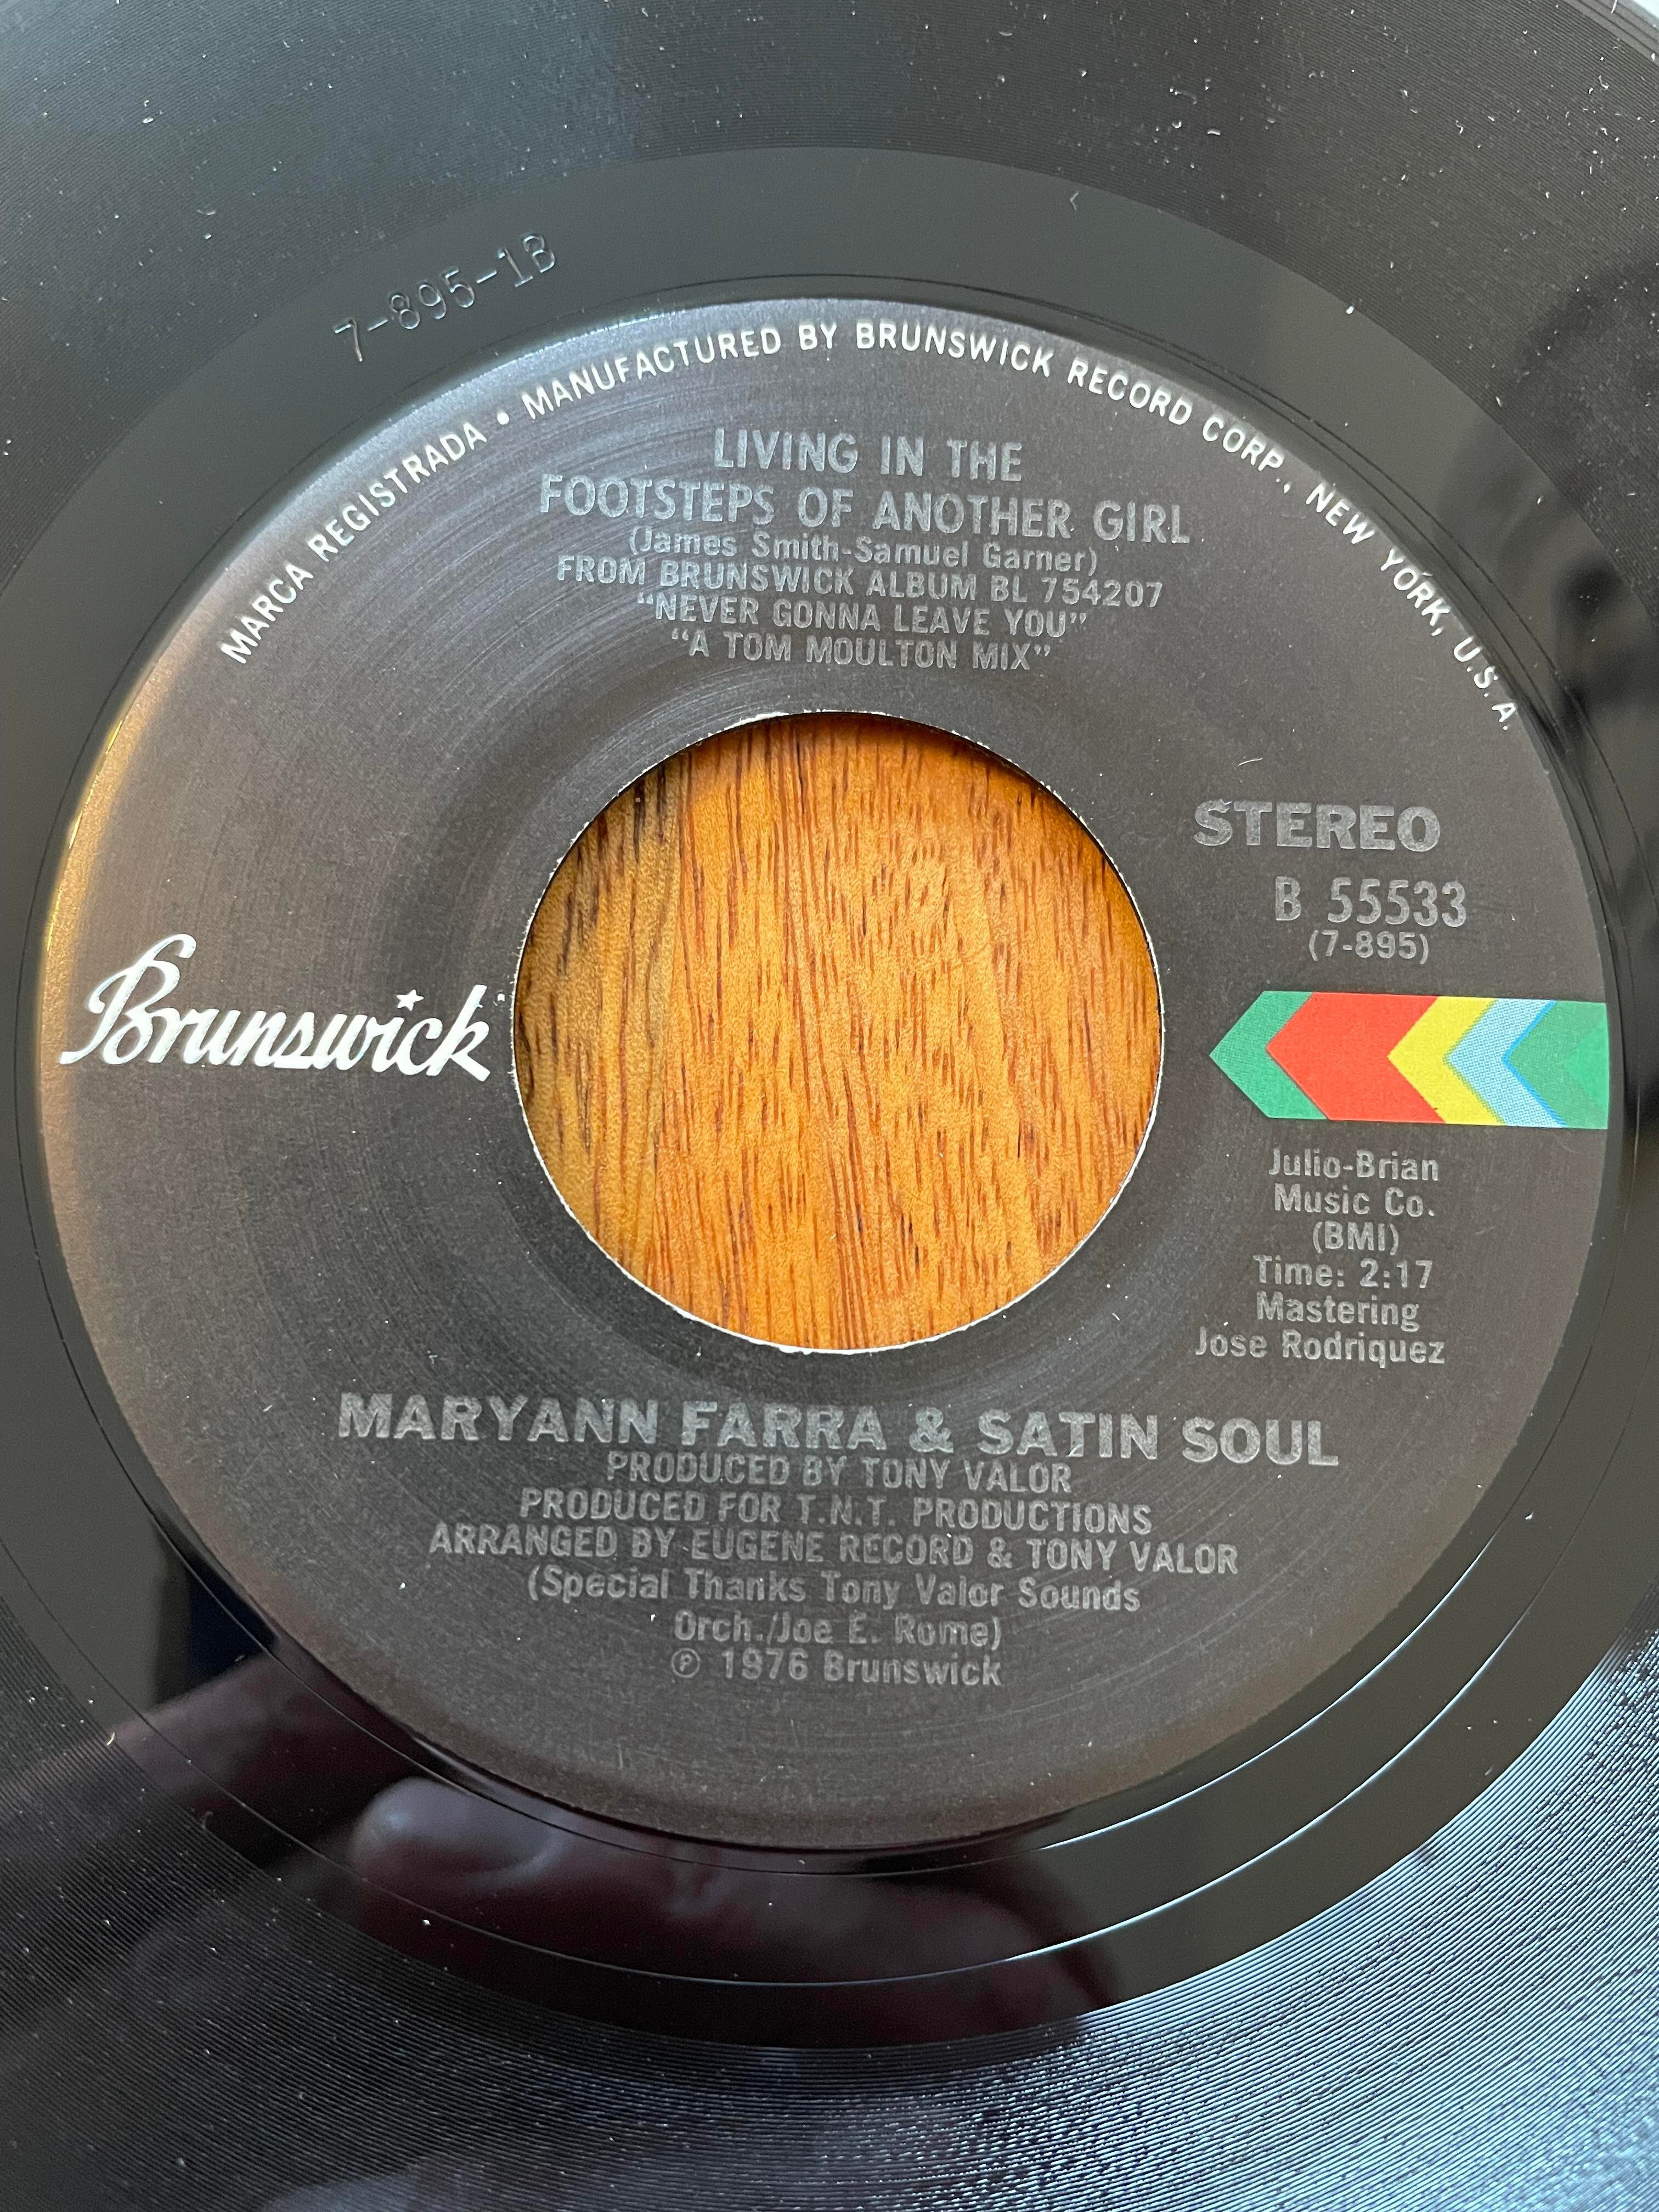 7-895-1B
MARCA REGISTRADA • MANUFACTURED BY BRUNSWICK RECORD CORP., NEW YORK, U.S.A.
LIVING IN THE
FOOTSTEPS OF ANOTHER GIRL
(James Smith-Samuel Garner)
FROM BRUNSWICK ALBUM BL 754207
"NEVER GONNA LEAVE YOU"
"A TOM MOULTON MIX"
STEREO
B 55533
(7-895)
Brunswick
Julio-Brian
Music Co.
(BMI)
Time: 2:17
Mastering
Jose Rodriquez
MARYANN FARRA & SATIN SOUL
PRODUCED BY TONY VALOR
PRODUCED FOR T.N.T. PRODUCTIONS
ARRANGED BY EUGENE RECORD & TONY VALOR
(Special Thanks Tony Valor Sounds
Orch./Joe E. Rome)
℗ 1976 Brunswick